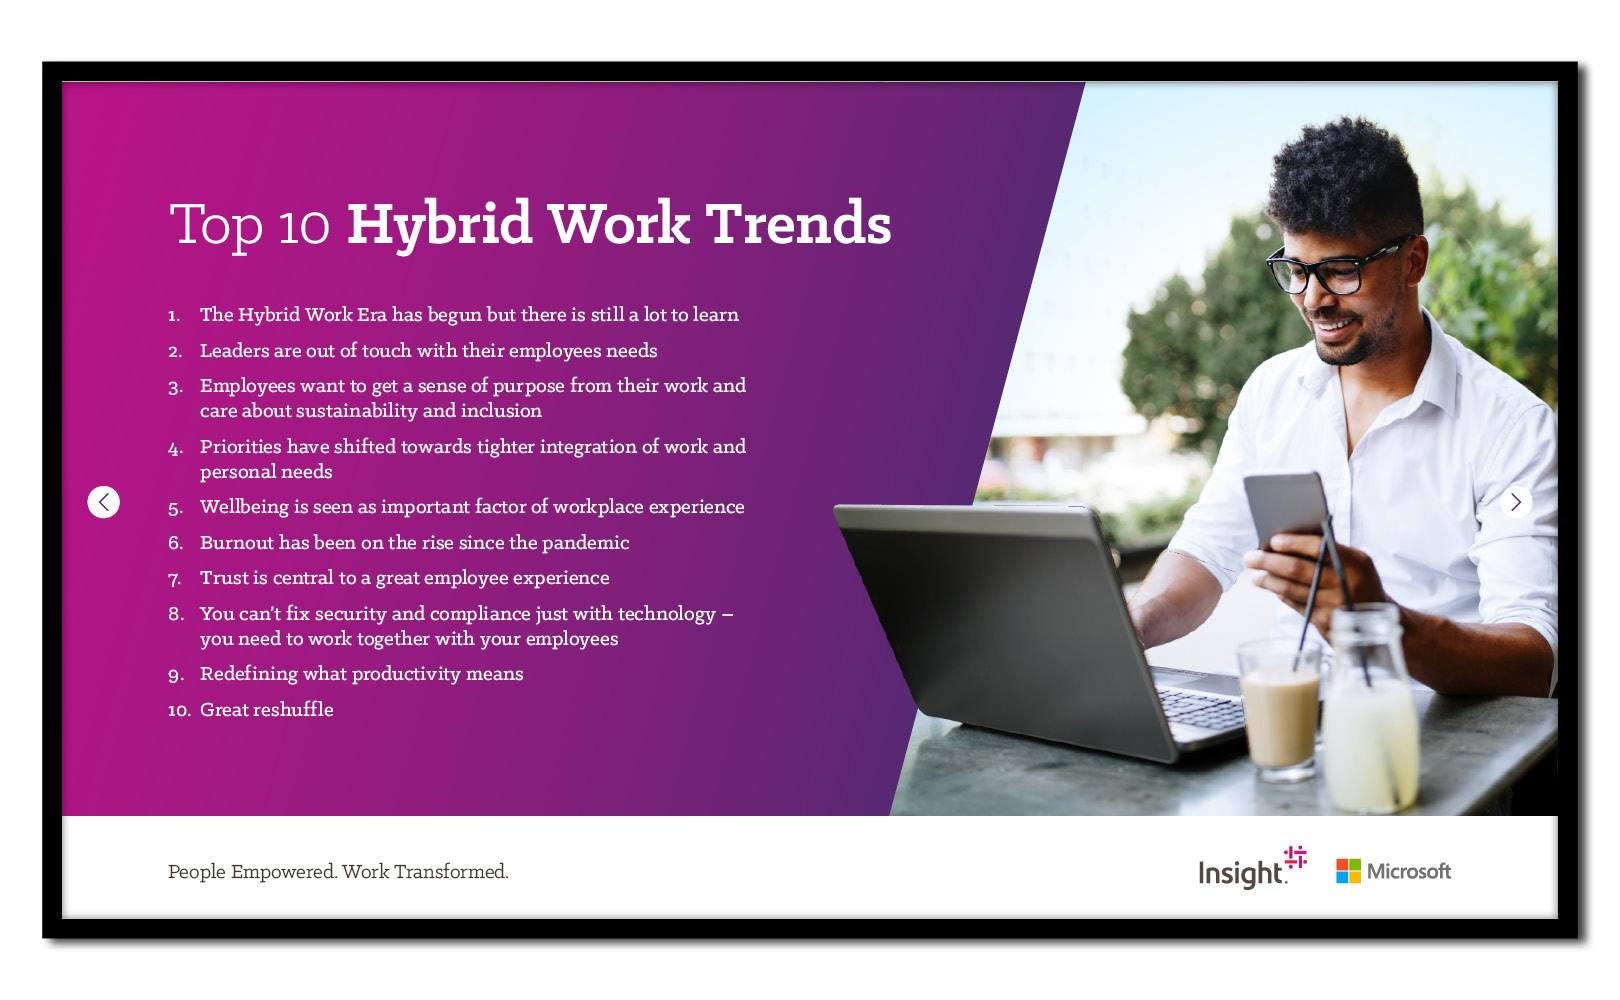 Top 10 Hybrid Work Trends
1. The Hybrid Work Era has begun but there is still a lot to learn
2. Leaders are out of touch with their employees needs
3. Employees want to get a sense of purpose from their work and
care about sustainability and inclusion
4. Priorities have shifted towards tighter integration of work and
personal needs
5. Wellbeing is seen as important factor of workplace experience
6. Burnout has been on the rise since the pandemic
7. Trust is central to a great employee experience
8. You can’t fix security and compliance just with technology –
you need to work together with your employees
9. Redefining what productivity means
10. Great reshuffle
People Empowered. Work Transformed.
Insight.
Microsoft